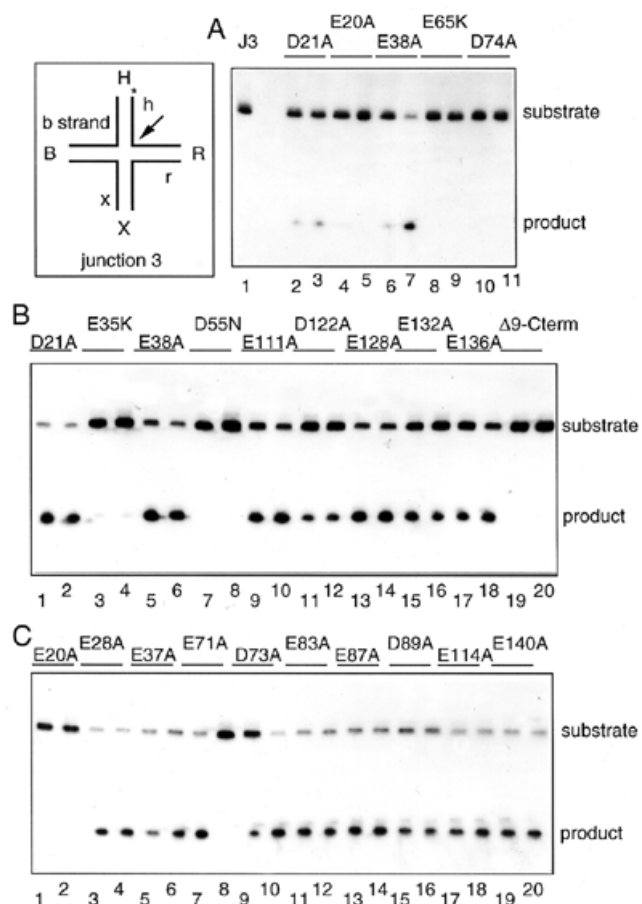 A
J3
E20A E65K
D21A E38A D74A
substrate
product
1 2 3 4 5 6 7 8 9 10 11
H
*
h
b strand
B
R
r
x
X
junction 3
B
E35K D55N D122A E132A Δ9-Cterm
D21A E38A E111A E128A E136A
substrate
product
1 2 3 4 5 6 7 8 9 10 11 12 13 14 15 16 17 18 19 20
C
E28A E71A E83A D89A E140A
E20A E37A D73A E87A E114A
substrate
product
1 2 3 4 5 6 7 8 9 10 11 12 13 14 15 16 17 18 19 20